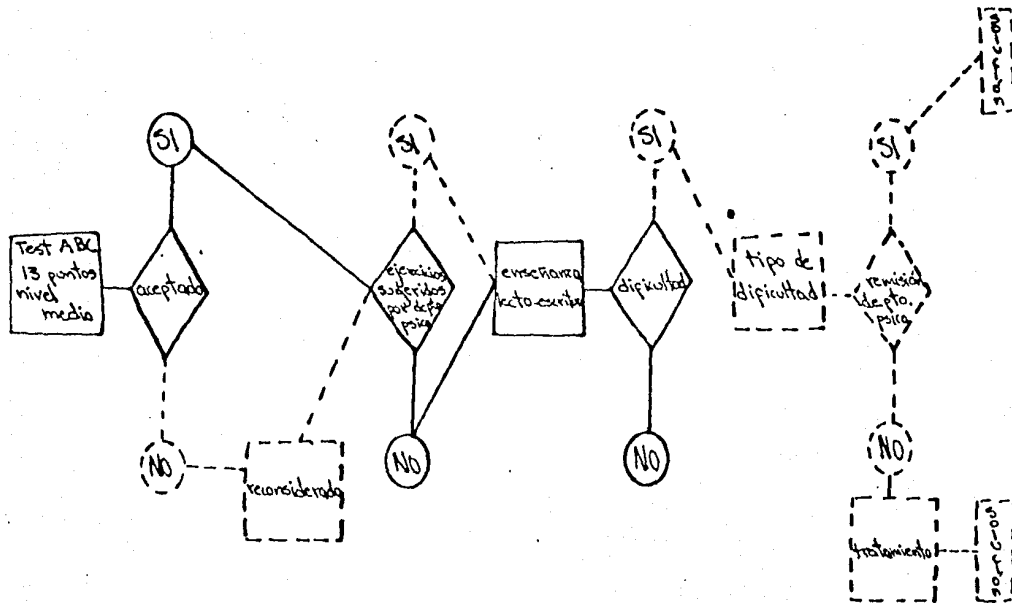 Test ABC
13 puntos
nivel
medio
aceptado
SI
NO
reconsiderado
SI
ejercicios
sugeridos
por depto
psico
NO
enseñanza
lecto-escrito
SI
dificultad
NO
tipo de
dificultad
SI
remisión
depto.
psico
NO
tratamiento